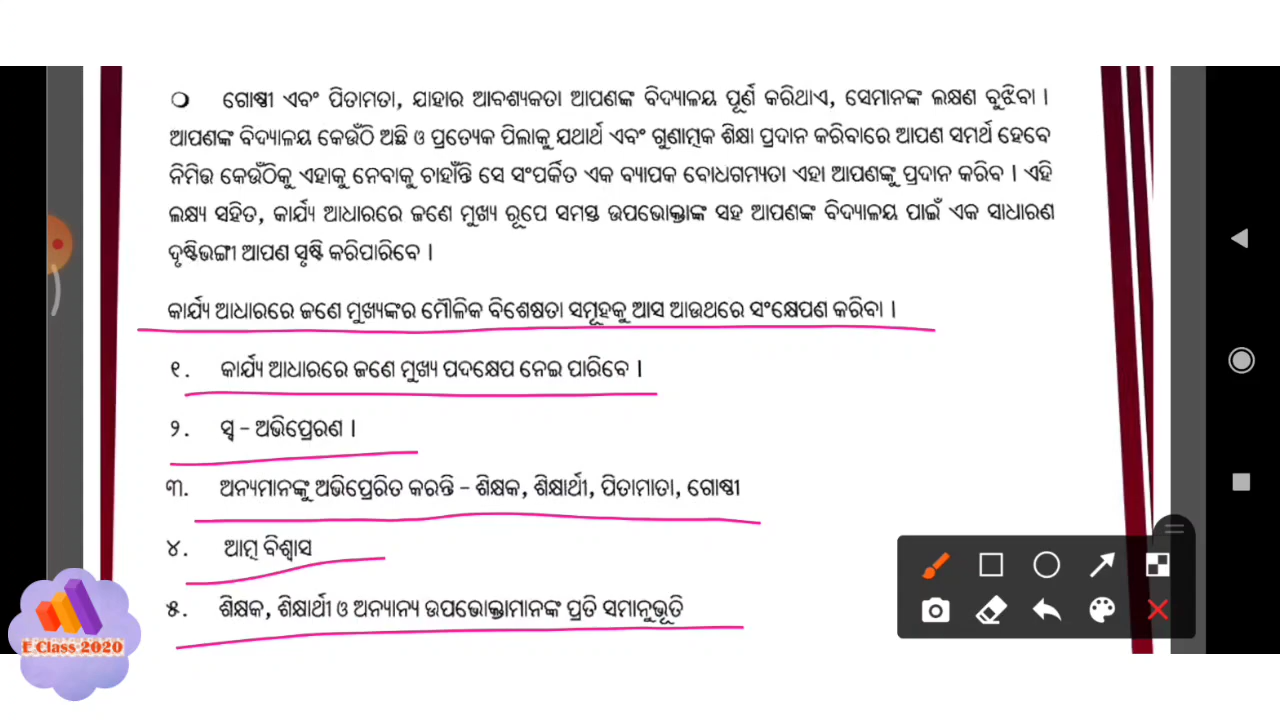 ❍ ଗୋଷ୍ଠୀ ଏବଂ ପିତାମତା, ଯାହାର ଆବଶ୍ୟକତା ଆପଣଙ୍କ ବିଦ୍ୟାଳୟ ପୂର୍ଣ କରିଥାଏ, ସେମାନଙ୍କ ଲକ୍ଷଣ ବୁଝିବା ।
ଆପଣଙ୍କ ବିଦ୍ୟାଳୟ କେଉଁଠି ଅଛି ଓ ପ୍ରତ୍ୟେକ ପିଲାକୁ ଯଥାର୍ଥ ଏବଂ ଗୁଣାତ୍ମକ ଶିକ୍ଷା ପ୍ରଦାନ କରିବାରେ ଆପଣ ସମର୍ଥ ହେବେ
ନିମିତ୍ତ କେଉଁଠିକୁ ଏହାକୁ ନେବାକୁ ଚାହାଁନ୍ତି ସେ ସଂପର୍କିତ ଏକ ବ୍ୟାପକ ବୋଧଗମ୍ୟତା ଏହା ଆପଣଙ୍କୁ ପ୍ରଦାନ କରିବ । ଏହି
ଲକ୍ଷ୍ୟ ସହିତ, କାର୍ଯ୍ୟ ଆଧାରରେ ଜଣେ ମୁଖ୍ୟ ରୂପେ ସମସ୍ତ ଉପଭୋକ୍ତାଙ୍କ ସହ ଆପଣଙ୍କ ବିଦ୍ୟାଳୟ ପାଇଁ ଏକ ସାଧାରଣ
ଦୃଷ୍ଟିଭଙ୍ଗୀ ଆପଣ ସୃଷ୍ଟି କରିପାରିବେ ।
କାର୍ଯ୍ୟ ଆଧାରରେ ଜଣେ ମୁଖ୍ୟଙ୍କର ମୌଳିକ ବିଶେଷତା ସମୂହକୁ ଆସ ଆଉଥରେ ସଂକ୍ଷେପଣ କରିବା ।
୧. କାର୍ଯ୍ୟ ଆଧାରରେ ଜଣେ ମୁଖ୍ୟ ପଦକ୍ଷେପ ନେଇ ପାରିବେ ।
୨. ସ୍ଵ - ଅଭିପ୍ରେରଣ ।
୩. ଅନ୍ୟମାନଙ୍କୁ ଅଭିପ୍ରେରିତ କରନ୍ତି - ଶିକ୍ଷକ, ଶିକ୍ଷାର୍ଥୀ, ପିତାମାତା, ଗୋଷ୍ଠୀ
୪. ଆତ୍ମ ବିଶ୍ଵାସ
୫. ଶିକ୍ଷକ, ଶିକ୍ଷାର୍ଥୀ ଓ ଅନ୍ୟାନ୍ୟ ଉପଭୋକ୍ତାମାନଙ୍କ ପ୍ରତି ସମାନୁଭୂତି
E Class 2020